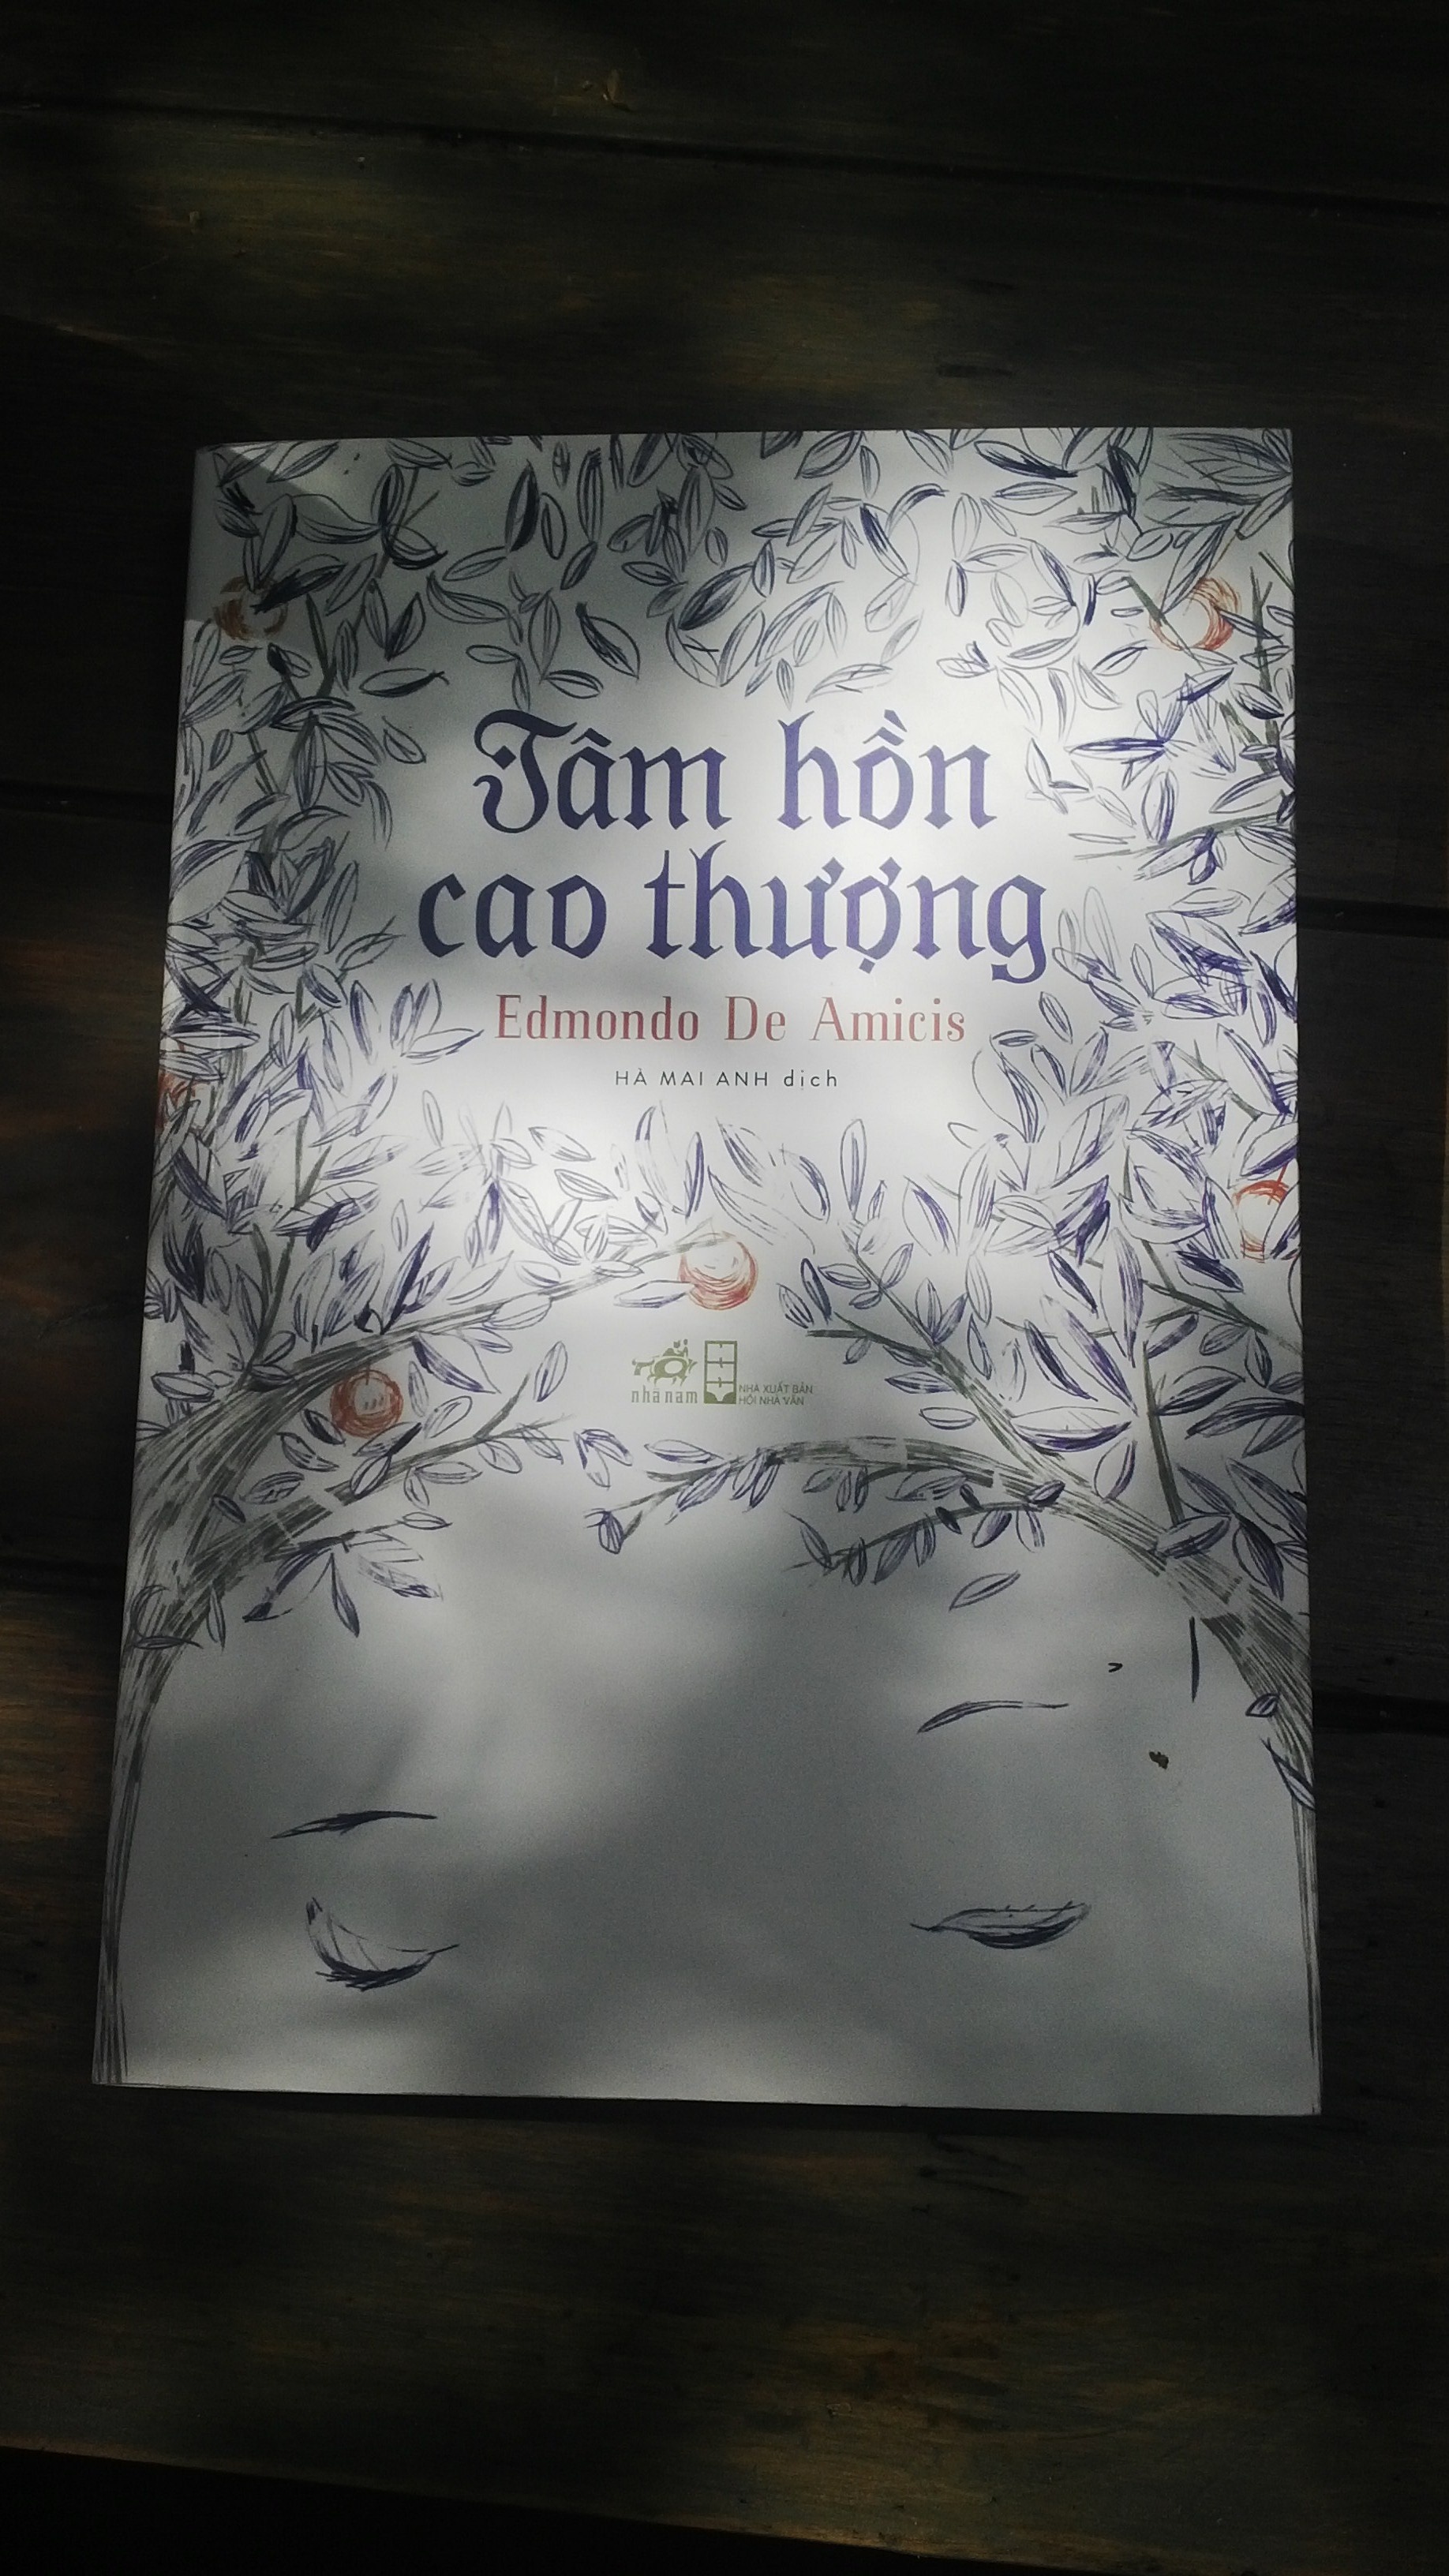 Tâm hồn
cao thượng
Edmondo De Amicis
HÀ MAI ANH dịch
nhã nam
NHÀ XUẤT BẢN
HỘI NHÀ VĂN